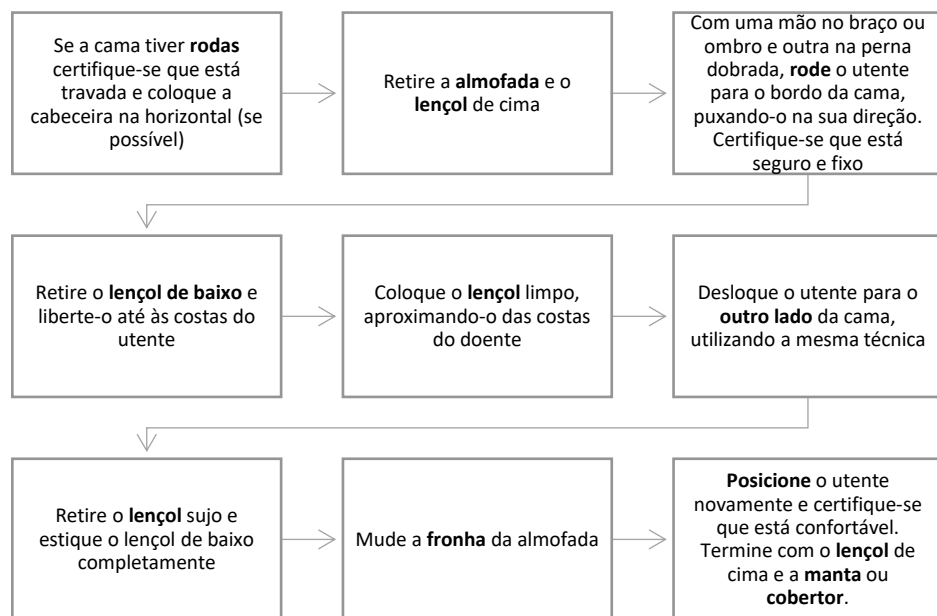 Se a cama tiver rodas
certifique-se que está
travada e coloque a
cabeceira na horizontal (se
possível)
Retire a almofada e o
lençol de cima
Com uma mão no braço ou
ombro e outra na perna
dobrada, rode o utente
para o bordo da cama,
puxando-o na sua direção.
Certifique-se que está
seguro e fixo
Retire o lençol de baixo e
liberte-o até às costas do
utente
Coloque o lençol limpo,
aproximando-o das costas
do doente
Desloque o utente para o
outro lado da cama,
utilizando a mesma técnica
Retire o lençol sujo e
estique o lençol de baixo
completamente
Mude a fronha da almofada
Posicione o utente
novamente e certifique-se
que está confortável.
Termine com o lençol de
cima e a manta ou
cobertor.